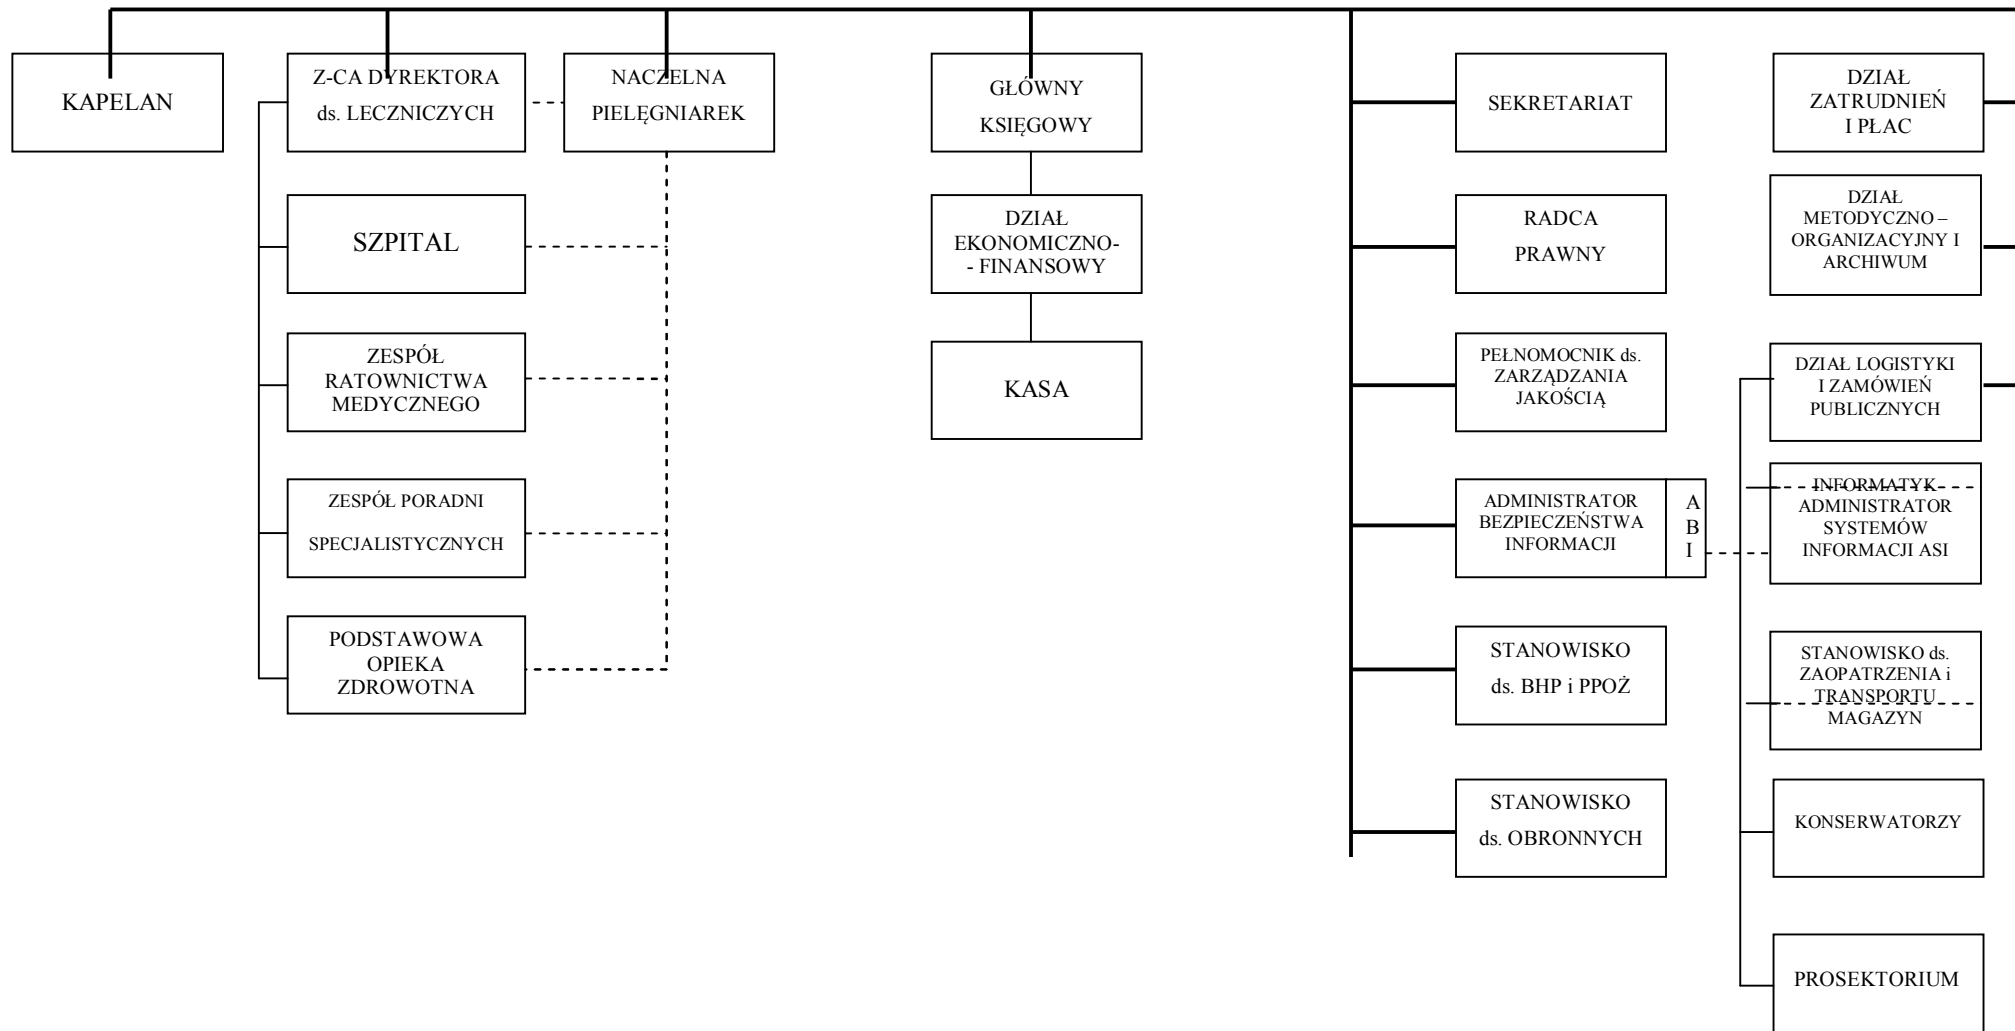 KAPELAN
Z-CA DYREKTORA
ds. LECZNICZYCH
NACZELNA
PIELĘGNIAREK
GŁÓWNY
KSIĘGOWY
SEKRETARIAT
DZIAŁ
ZATRUDNIEŃ
I PŁAC
SZPITAL
DZIAŁ
EKONOMICZNO-
- FINANSOWY
RADCA
PRAWNY
DZIAŁ
METODYCZNO –
ORGANIZACYJNY I
ARCHIWUM
ZESPÓŁ
RATOWNICTWA
MEDYCZNEGO
KASA
PEŁNOMOCNIK ds.
ZARZĄDZANIA
JAKOŚCIĄ
DZIAŁ LOGISTYKI
I ZAMÓWIEŃ
PUBLICZNYCH
ZESPÓŁ PORADNI
SPECJALISTYCZNYCH
ADMINISTRATOR
BEZPIECZEŃSTWA
INFORMACJI
A
B
I
INFORMATYK
ADMINISTRATOR
SYSTEMÓW
INFORMACJI ASI
PODSTAWOWA
OPIEKA
ZDROWOTNA
STANOWISKO
ds. BHP i PPOŻ
STANOWISKO ds.
ZAOPATRZENIA i
TRANSPORTU
MAGAZYN
STANOWISKO
ds. OBRONNYCH
KONSERWATORZY
PROSEKTORIUM